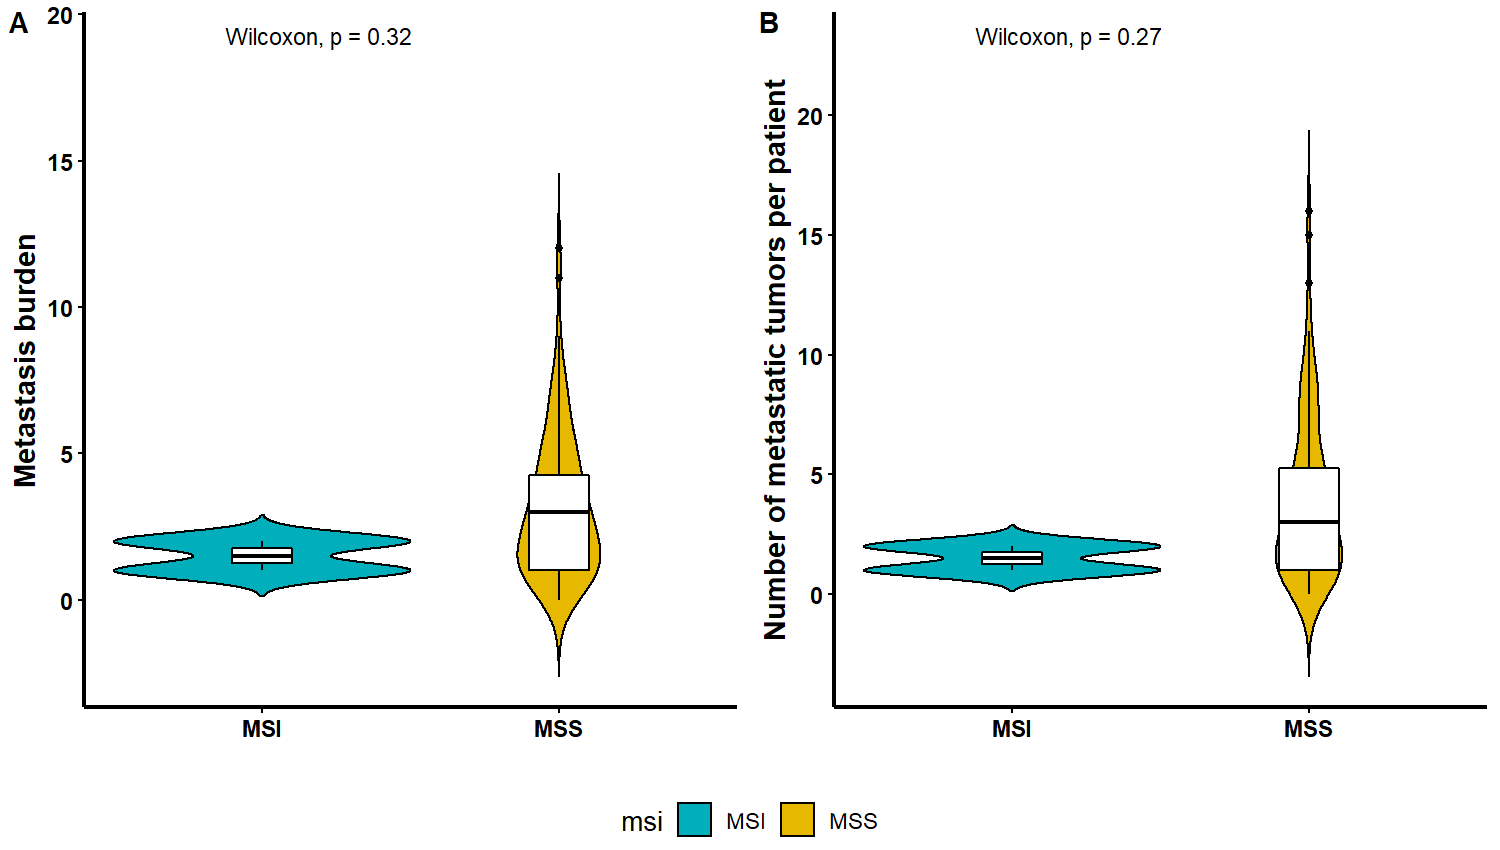 A
Wilcoxon, p = 0.32
Metastasis burden
20
15
10
5
0
MSI
MSS
B
Wilcoxon, p = 0.27
Number of metastatic tumors per patient
20
15
10
5
0
MSI
MSS
msi MSI MSS